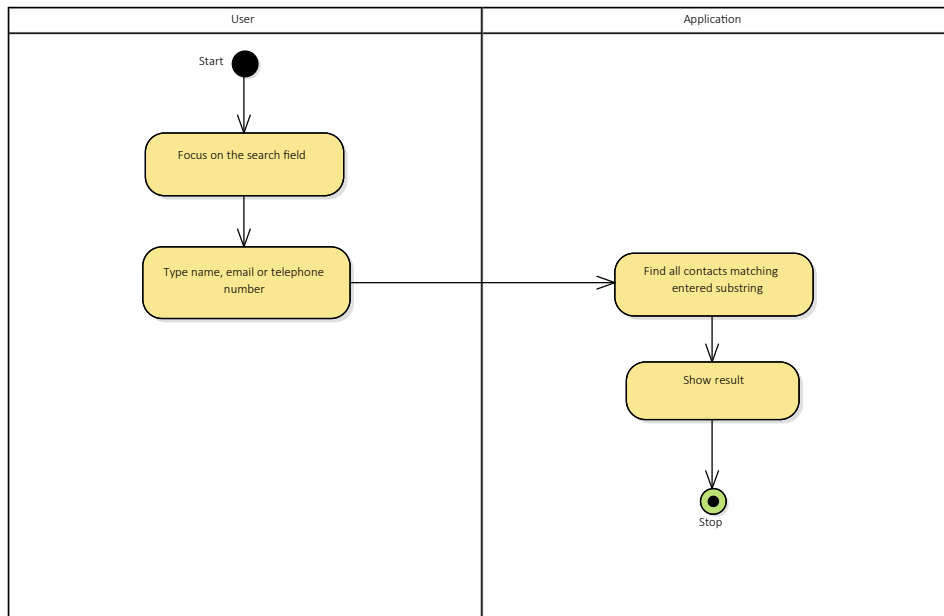 User
Application
Start
Focus on the search field
Type name, email or telephone
number
Find all contacts matching
entered substring
Show result
Stop